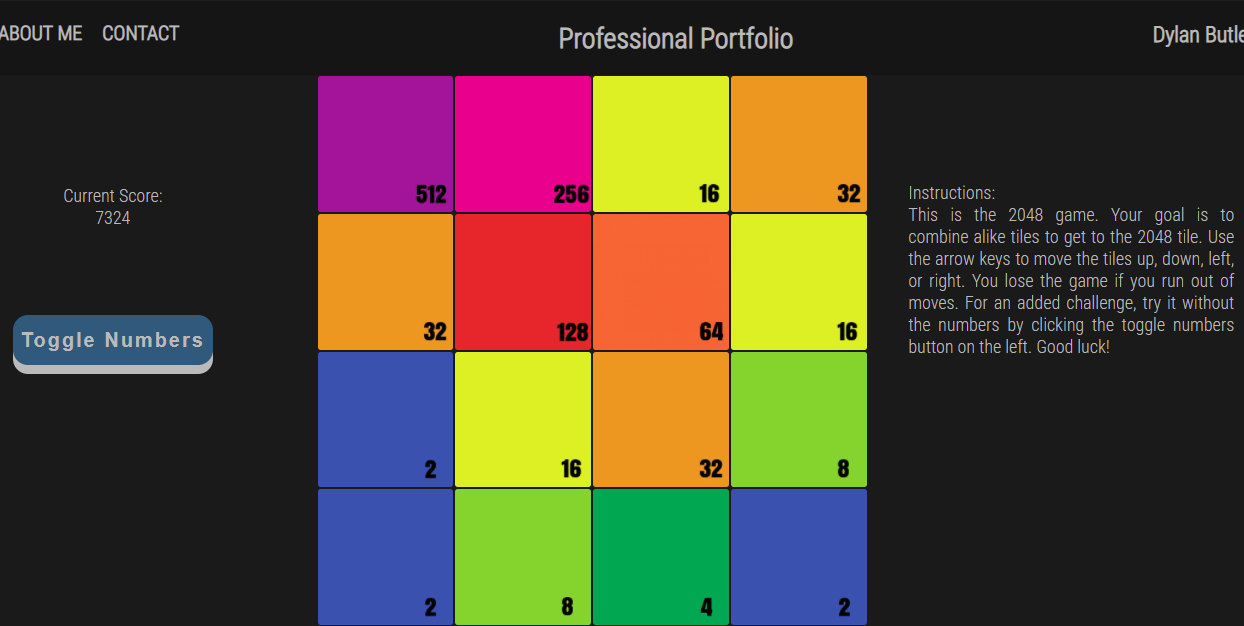 ABOUT ME CONTACT Professional Portfolio Dylan Butle
Current Score:
7324
Toggle Numbers
512 256 16 32
32 128 64 16
2 16 32 8
2 8 4 2
Instructions:
This is the 2048 game. Your goal is to
combine alike tiles to get to the 2048 tile. Use
the arrow keys to move the tiles up, down, left,
or right. You lose the game if you run out of
moves. For an added challenge, try it without
the numbers by clicking the toggle numbers
button on the left. Good luck!